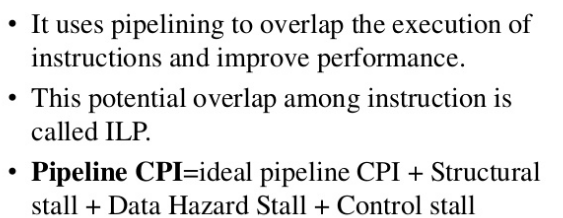 • It uses pipelining to overlap the execution of
instructions and improve performance.
• This potential overlap among instruction is
called ILP.
• Pipeline CPI=ideal pipeline CPI + Structural
stall + Data Hazard Stall + Control stall